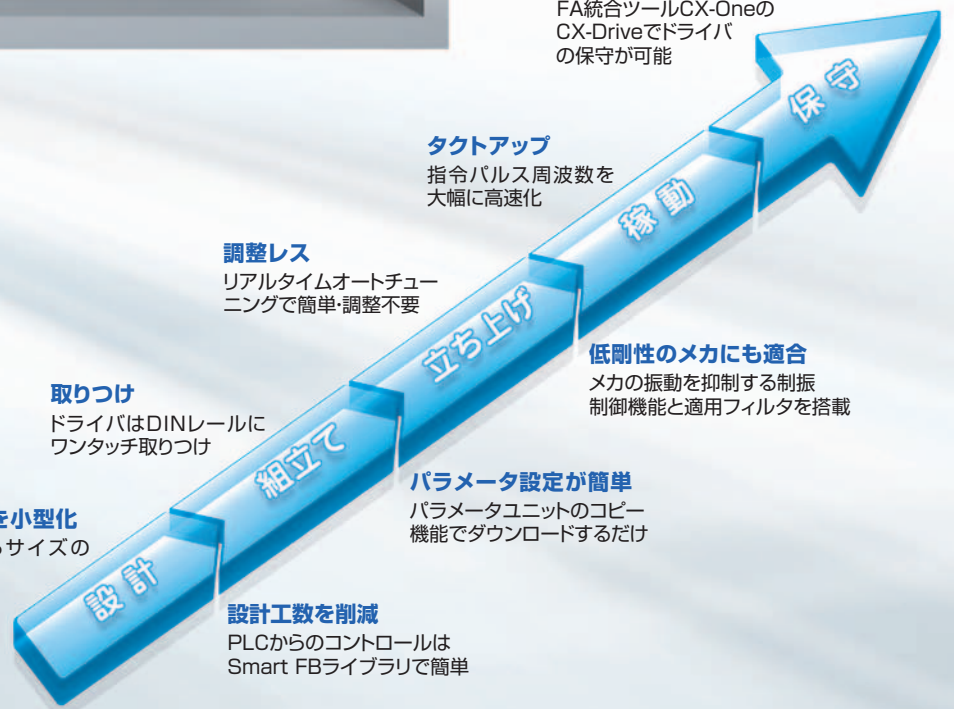 FA統合ツールCX-Oneの
CX-Driveでドライバ
の保守が可能
保守
タクトアップ
指令パルス周波数を
大幅に高速化
稼動
調整レス
リアルタイムオートチュー
ニングで簡単・調整不要
立ち上げ
低剛性のメカにも適合
メカの振動を抑制する制振
制御機能と適用フィルタを搭載
取りつけ
ドライバはDINレールに
ワンタッチ取りつけ
組立て
パラメータ設定が簡単
パラメータユニットのコピー
機能でダウンロードするだけ
を小型化
るサイズの
設計
設計工数を削減
PLCからのコントロールは
Smart FBライブラリで簡単